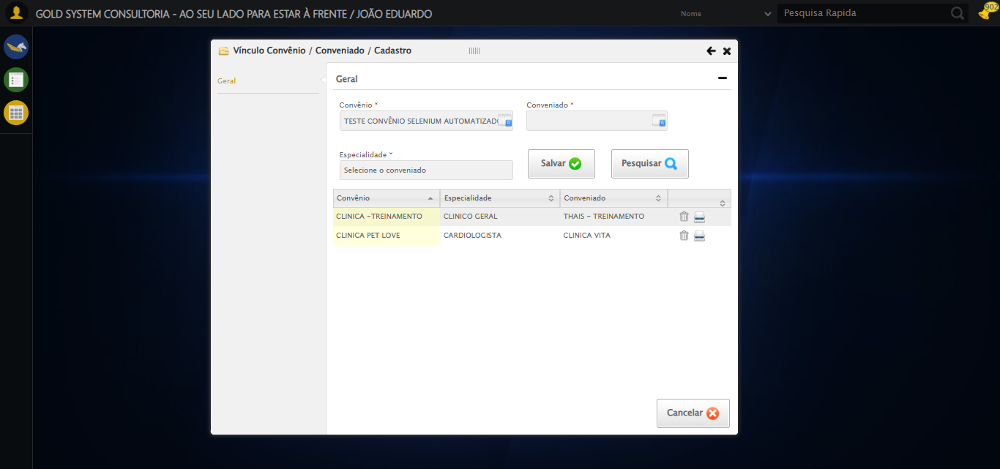 GOLD SYSTEM CONSULTORIA - AO SEU LADO PARA ESTAR À FRENTE / JOÃO EDUARDO
Nome
Pesquisa Rapida
902
Vínculo Convênio / Conveniado / Cadastro
Geral
Geral
Convênio *
Conveniado *
TESTE CONVÊNIO SELENIUM AUTOMATIZADO
Especialidade *
Selecione o conveniado
Salvar
Pesquisar
Convênio Especialidade Conveniado
CLINICA -TREINAMENTO CLINICO GERAL THAIS - TREINAMENTO
CLINICA PET LOVE CARDIOLOGISTA CLINICA VITA
Cancelar